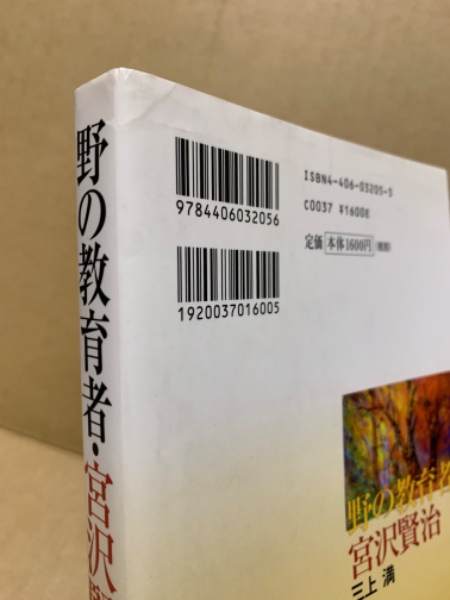 野の教育者・宮沢賢
9784406032056
1920037016005
ISBN4-406-03205-5
C0037 ¥1600E
定価 本体1600円(税別)
野の教育者
宮沢賢治
三上 満